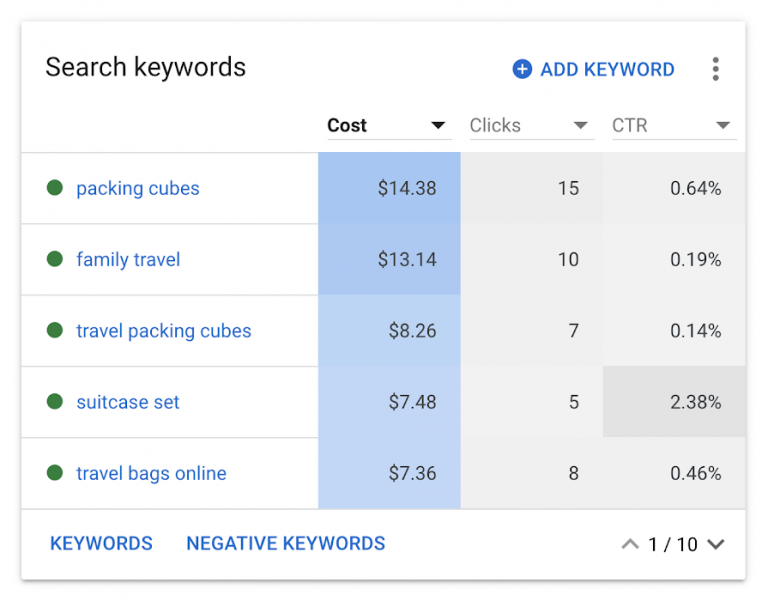 Search keywords ADD KEYWORD
Cost Clicks CTR
packing cubes $14.38 15 0.64%
family travel $13.14 10 0.19%
travel packing cubes $8.26 7 0.14%
suitcase set $7.48 5 2.38%
travel bags online $7.36 8 0.46%
KEYWORDS NEGATIVE KEYWORDS 1 / 10